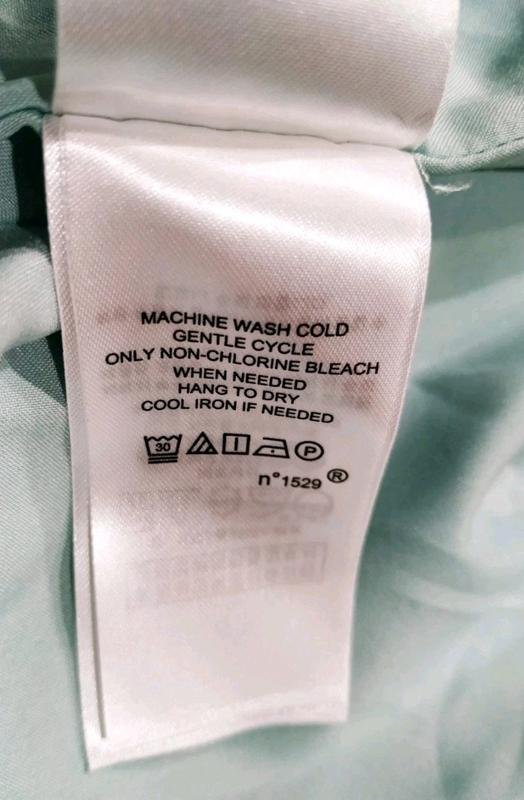 MACHINE WASH COLD
GENTLE CYCLE
ONLY NON-CHLORINE BLEACH
WHEN NEEDED
HANG TO DRY
COOL IRON IF NEEDED
30 P
n°1529 ®